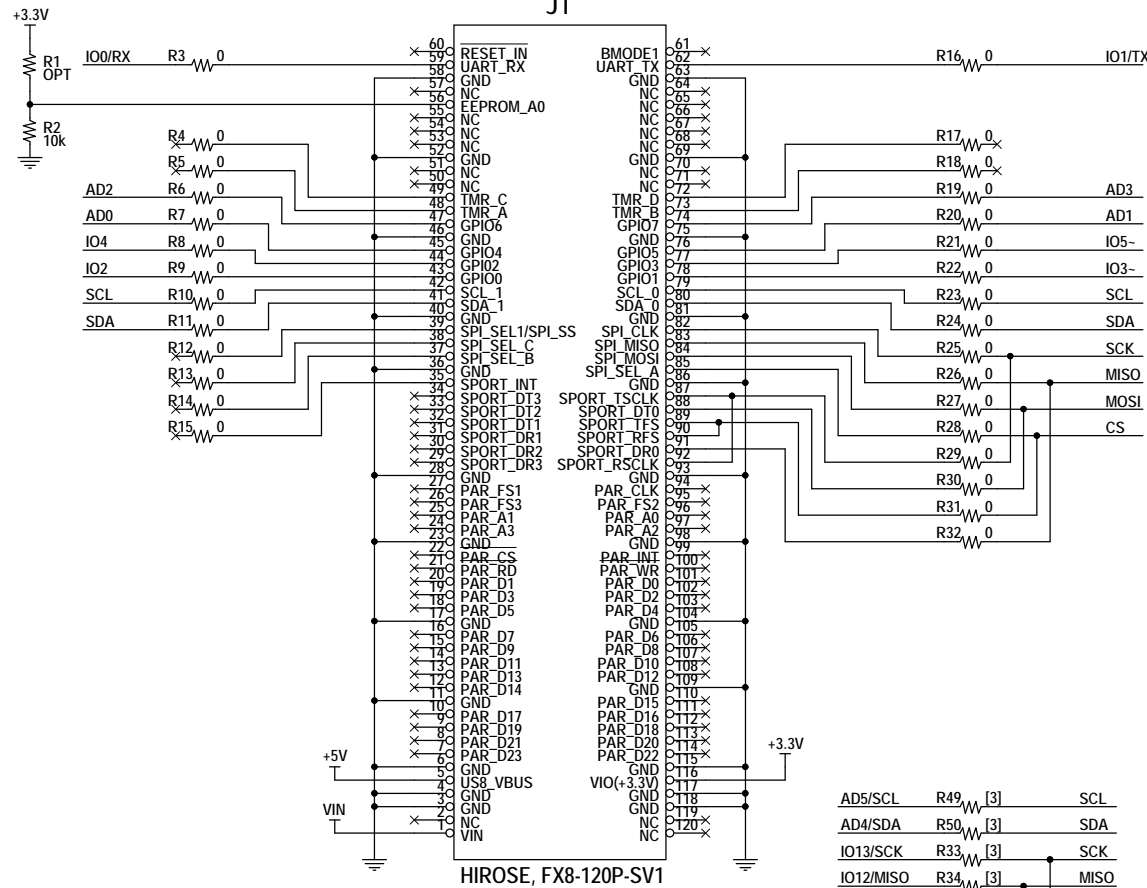 J1
+3.3V
R1
OPT
R2
10k
IO0/RX R3 0
R4 0
R5 0
AD2 R6 0
AD0 R7 0
IO4 R8 0
IO2 R9 0
SCL R10 0
SDA R11 0
R12 0
R13 0
R14 0
R15 0
+5V
VIN
60 RESET_IN
59 UART_RX
58 GND
57 NC
56 EEPROM_A0
55 NC
54 NC
53 NC
52 GND
51 NC
50 NC
49 TMR_C
48 TMR_A
47 GPIO6
46 GND
45 GPIO4
44 GPIO2
43 GPIO0
42 SCL_1
41 SDA_1
40 GND
39 SPI_SEL1/SPI_SS
38 SPI_SEL_C
37 SPI_SEL_B
36 GND
35 SPORT_INT
34 SPORT_DT3
33 SPORT_DT2
32 SPORT_DT1
31 SPORT_DR1
30 SPORT_DR2
29 SPORT_DR3
28 GND
27 PAR_FS1
26 PAR_FS3
25 PAR_A1
24 PAR_A3
23 GND
22 PAR_CS
21 PAR_RD
20 PAR_D1
19 PAR_D3
18 PAR_D5
17 GND
16 PAR_D7
15 PAR_D9
14 PAR_D11
13 PAR_D13
12 PAR_D14
11 GND
10 PAR_D17
9 PAR_D19
8 PAR_D21
7 PAR_D23
6 GND
5 US8_VBUS
4 GND
3 GND
2 NC
1 VIN
BMODE1 61
UART_TX 62
GND 63
NC 64
NC 65
NC 66
NC 67
NC 68
GND 69
NC 70
NC 71
TMR_D 72
TMR_B 73
GPIO7 74
GND 75
GPIO5 76
GPIO3 77
GPIO1 78
SCL_0 79
SDA_0 80
GND 81
SPI_CLK 82
SPI_MISO 83
SPI_MOSI 84
SPI_SEL_A 85
GND 86
SPORT_TSCLK 87
SPORT_DT0 88
SPORT_TFS 89
SPORT_RFS 90
SPORT_DR0 91
SPORT_RSCLK 92
GND 93
PAR_CLK 94
PAR_FS2 95
PAR_A0 96
PAR_A2 97
GND 98
PAR_INT 99
PAR_WR 100
PAR_D0 101
PAR_D2 102
PAR_D4 103
GND 104
PAR_D6 105
PAR_D8 106
PAR_D10 107
PAR_D12 108
GND 109
PAR_D15 110
PAR_D16 111
PAR_D18 112
PAR_D20 113
PAR_D22 114
GND 115
VIO(+3.3V) 116
GND 117
GND 118
NC 119
NC 120
HIROSE, FX8-120P-SV1
R16 0 IO1/TX
R17 0
R18 0
R19 0 AD3
R20 0 AD1
R21 0 IO5~
R22 0 IO3~
R23 0 SCL
R24 0 SDA
R25 0 SCK
R26 0 MISO
R27 0 MOSI
R28 0 CS
R29 0
R30 0
R31 0
R32 0
+3.3V
AD5/SCL R49 [3] SCL
AD4/SDA R50 [3] SDA
IO13/SCK R33 [3] SCK
IO12/MISO R34 [3] MISO